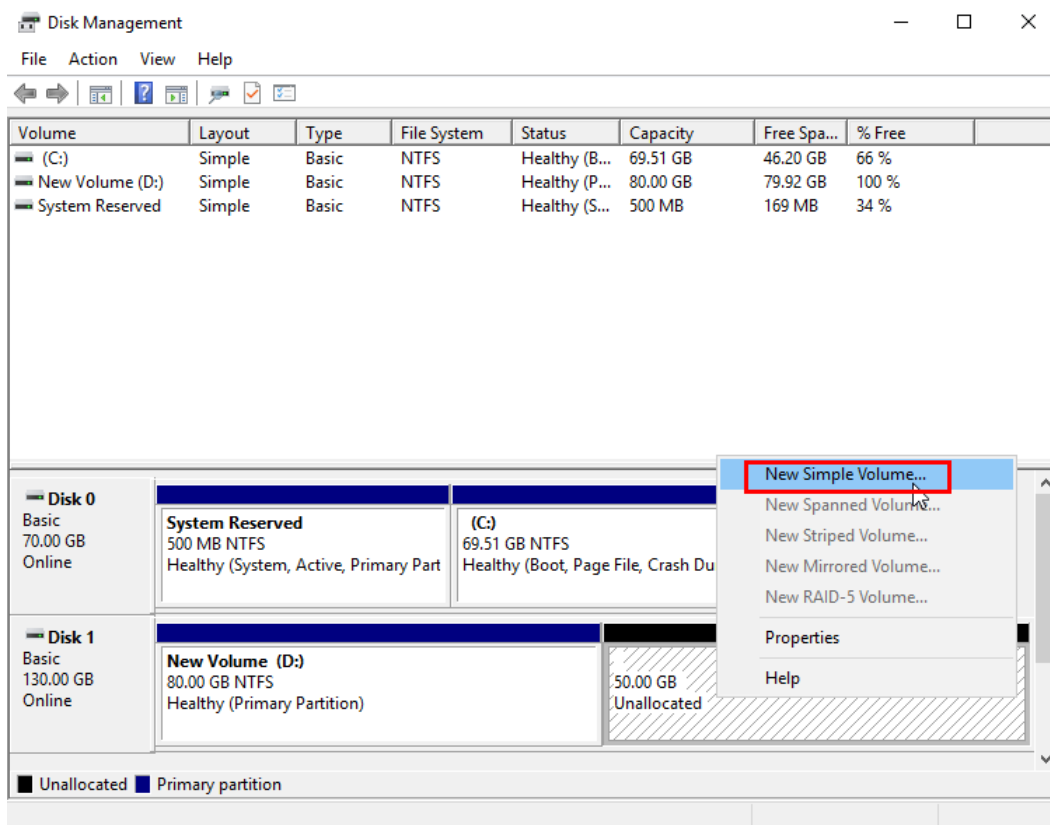 Disk Management
File Action View Help
Volume Layout Type File System Status Capacity Free Spa... % Free
(C:) Simple Basic NTFS Healthy (B... 69.51 GB 46.20 GB 66 %
New Volume (D:) Simple Basic NTFS Healthy (P... 80.00 GB 79.92 GB 100 %
System Reserved Simple Basic NTFS Healthy (S... 500 MB 169 MB 34 %
Disk 0
Basic
70.00 GB
Online
System Reserved
500 MB NTFS
Healthy (System, Active, Primary Part
(C:)
69.51 GB NTFS
Healthy (Boot, Page File, Crash Du
New Simple Volume...
New Spanned Volume...
New Striped Volume...
New Mirrored Volume...
New RAID-5 Volume...
Properties
Help
Disk 1
Basic
130.00 GB
Online
New Volume (D:)
80.00 GB NTFS
Healthy (Primary Partition)
50.00 GB
Unallocated
Unallocated Primary partition